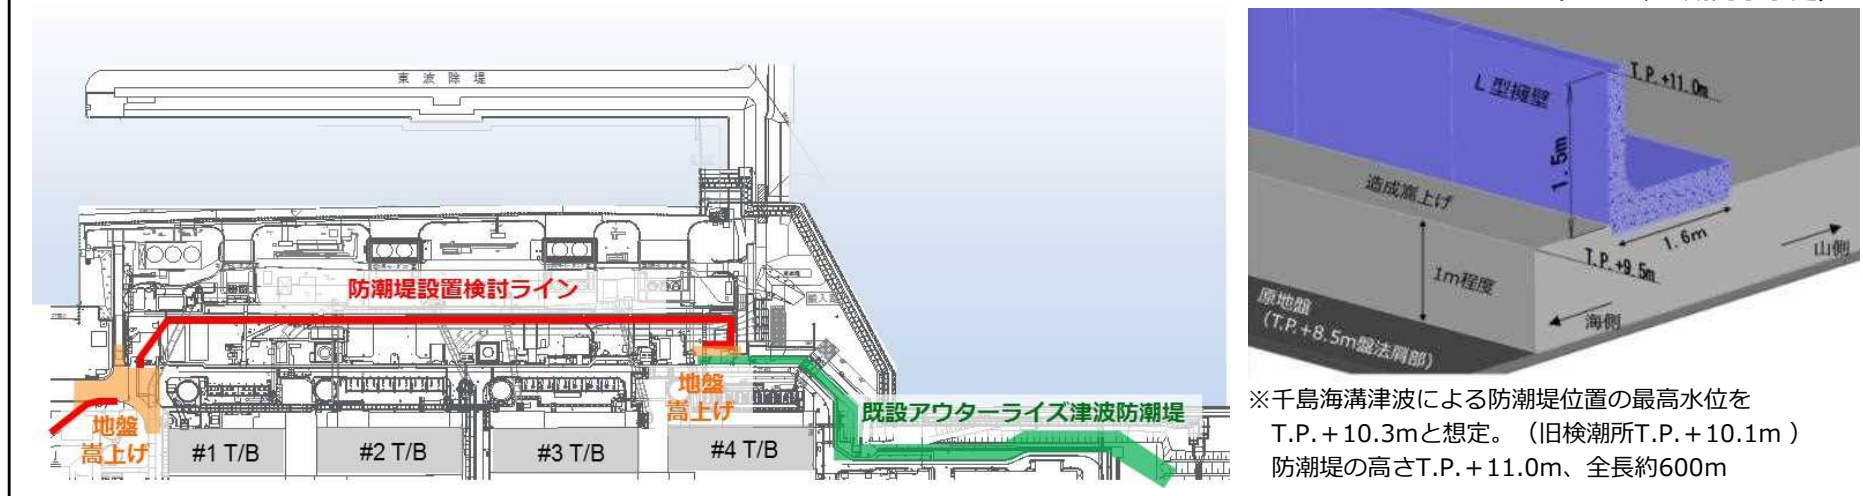 東 波 除 堤
防潮堤設置検討ライン
地盤
嵩上げ
地盤
嵩上げ
既設アウターライズ津波防潮堤
#1 T/B
#2 T/B
#3 T/B
#4 T/B
L型擁壁
T.P.+11.0m
1.5m
造成嵩上げ
1.6m
T.P.+9.5m
山側
1m程度
海側
原地盤
(T.P.+8.5m盤法肩部)
※千島海溝津波による防潮堤位置の最高水位を
T.P.+10.3mと想定。（旧検潮所T.P.+10.1m ）
防潮堤の高さT.P.+11.0m、全長約600m